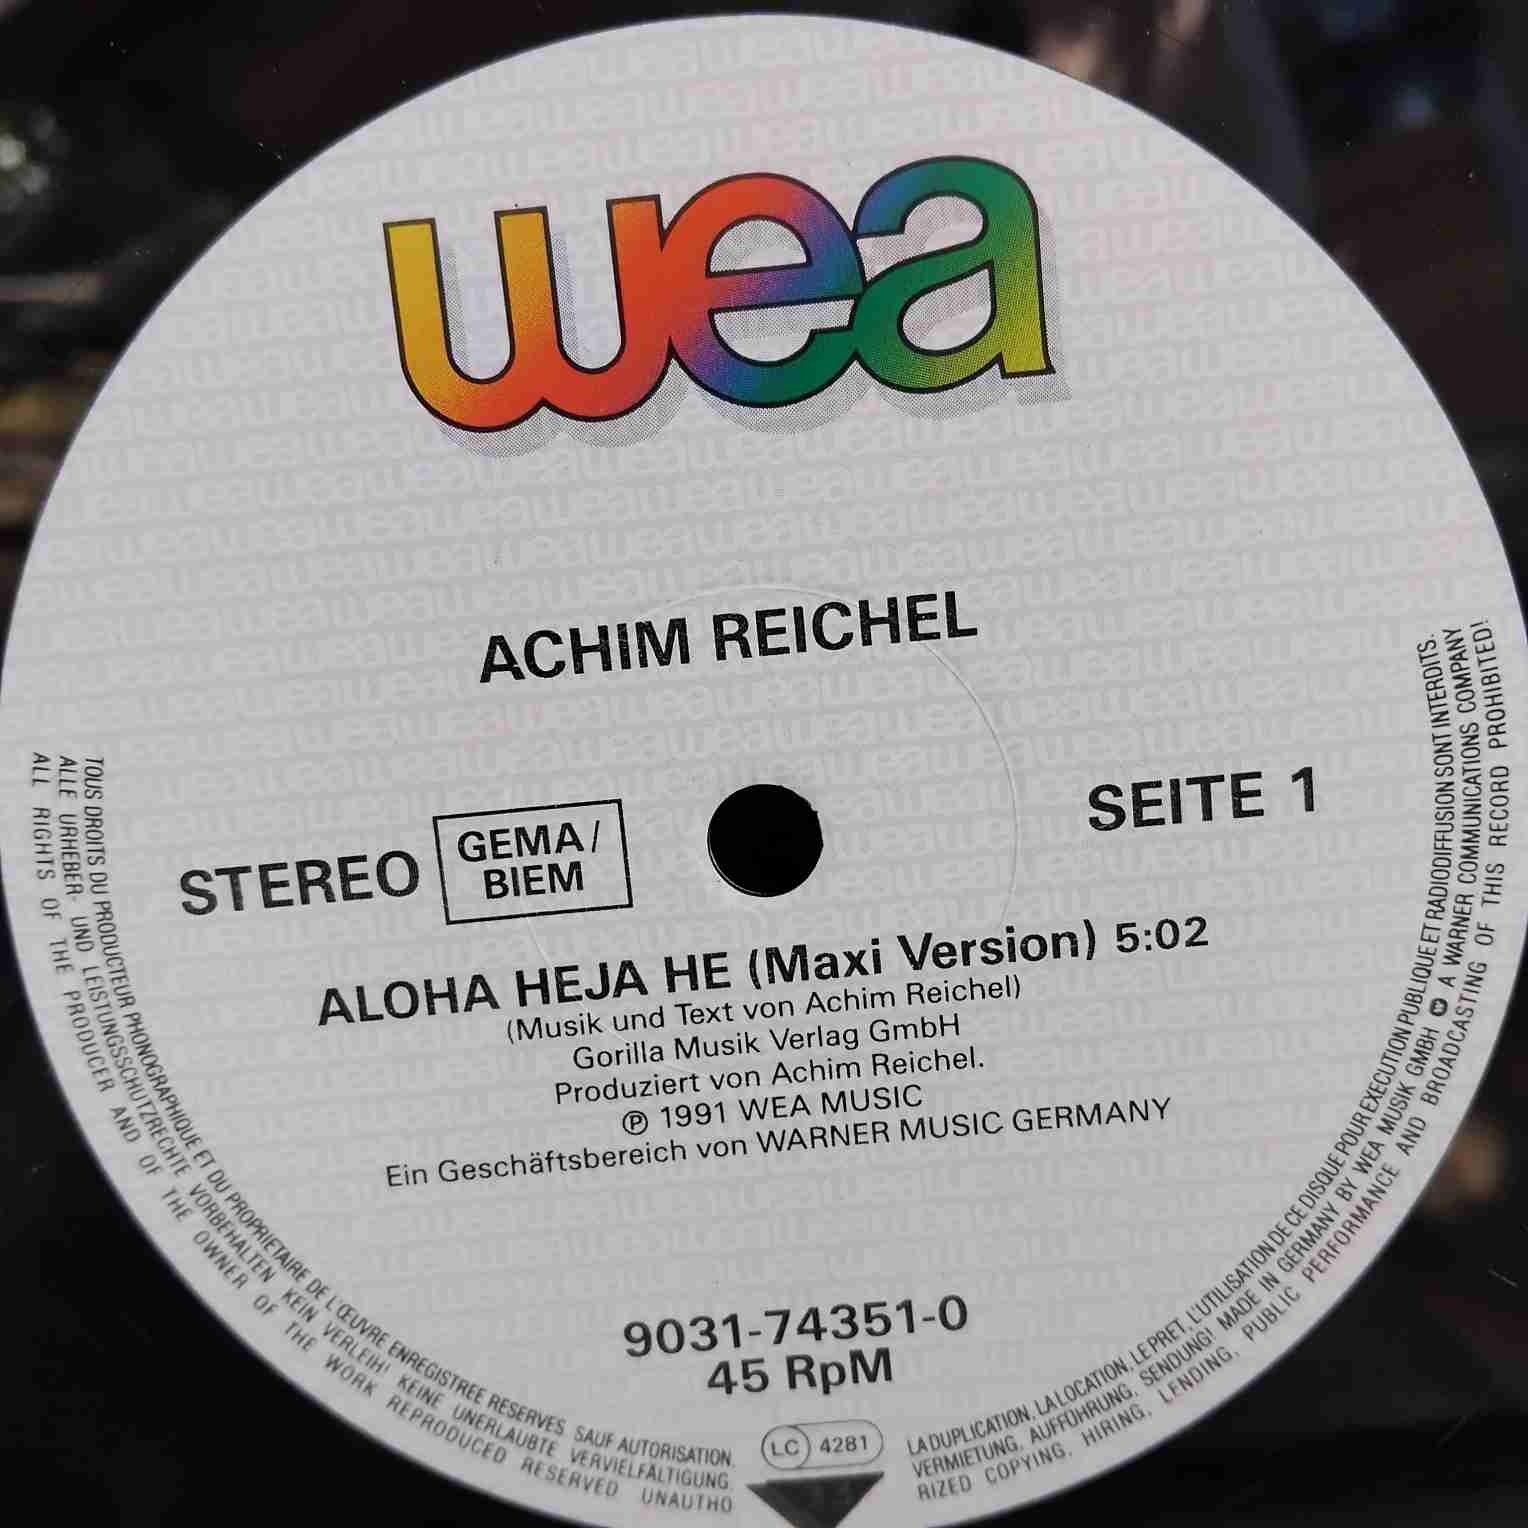 wea
ACHIM REICHEL
STEREO
GEMA/
BIEM
SEITE 1
ALOHA HEJA HE (Maxi Version) 5:02
(Musik und Text von Achim Reichel)
Gorilla Musik Verlag GmbH
Produziert von Achim Reichel.
℗ 1991 WEA MUSIC
Ein Geschäftsbereich von WARNER MUSIC GERMANY
9031-74351-0
45 RpM
LC 4281
TOUS DROITS DU PRODUCTEUR PHONOGRAPHIQUE ET DU PROPRIETAIRE DE L'ŒUVRE ENREGISTREE RESERVES SAUF AUTORISATION. LA DUPLICATION, LA LOCATION, LE PRET, L'UTILISATION DE CE DISQUE POUR EXECUTION PUBLIQUE ET RADIODIFFUSION SONT INTERDITS.
ALLE URHEBER- UND LEISTUNGSSCHUTZRECHTE VORBEHALTEN KEIN VERLEIH! KEINE UNERLAUBTE VERVIELFÄLTIGUNG, VERMIETUNG, AUFFÜHRUNG, SENDUNG! MADE IN GERMANY BY WEA MUSIK GMBH A WARNER COMMUNICATIONS COMPANY
ALL RIGHTS OF THE PRODUCER AND OF THE OWNER OF THE WORK REPRODUCED RESERVED UNAUTHORIZED COPYING, HIRING, LENDING, PUBLIC PERFORMANCE AND BROADCASTING OF THIS RECORD PROHIBITED!